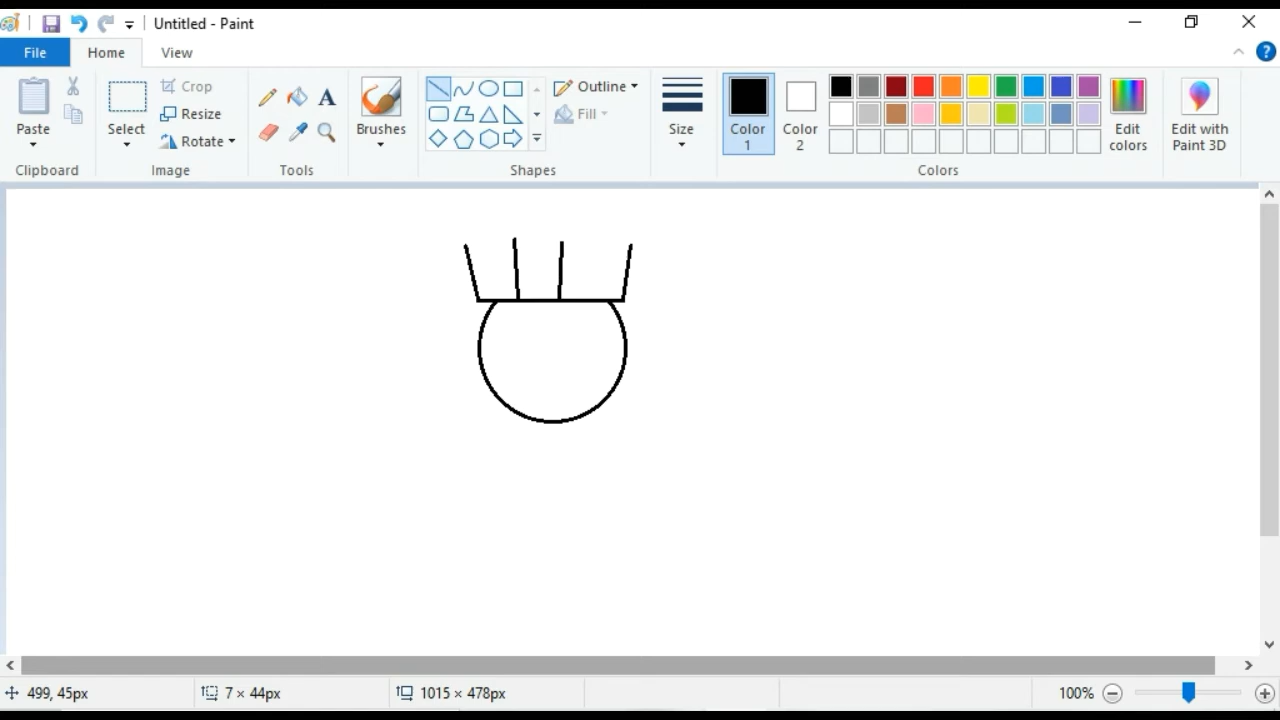 Untitled - Paint
File Home View
Paste
Select
Crop
Resize
Rotate
A
Brushes
Outline
Fill
Size
Color 1
Color 2
Edit colors
Edit with Paint 3D
Clipboard
Image
Tools
Shapes
Colors
499, 45px
7 × 44px
1015 × 478px
100%